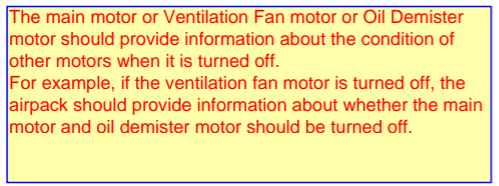 The main motor or Ventilation Fan motor or Oil Demister
motor should provide information about the condition of
other motors when it is turned off.
For example, if the ventilation fan motor is turned off, the
airpack should provide information about whether the main
motor and oil demister motor should be turned off.